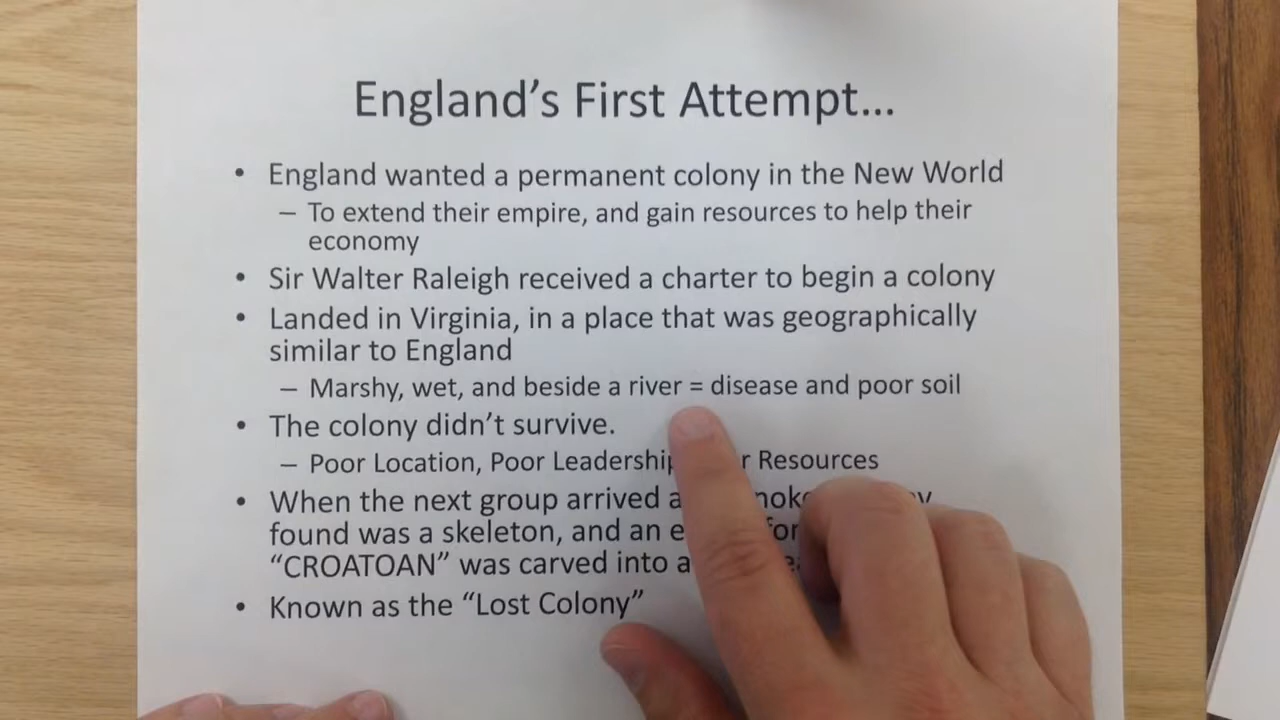 England’s First Attempt…
• England wanted a permanent colony in the New World
– To extend their empire, and gain resources to help their
economy
• Sir Walter Raleigh received a charter to begin a colony
• Landed in Virginia, in a place that was geographically
similar to England
– Marshy, wet, and beside a river = disease and poor soil
• The colony didn’t survive.
– Poor Location, Poor Leadership Resources
• When the next group arrived
found was a skeleton, and an
“CROATOAN” was carved into a
• Known as the “Lost Colony”